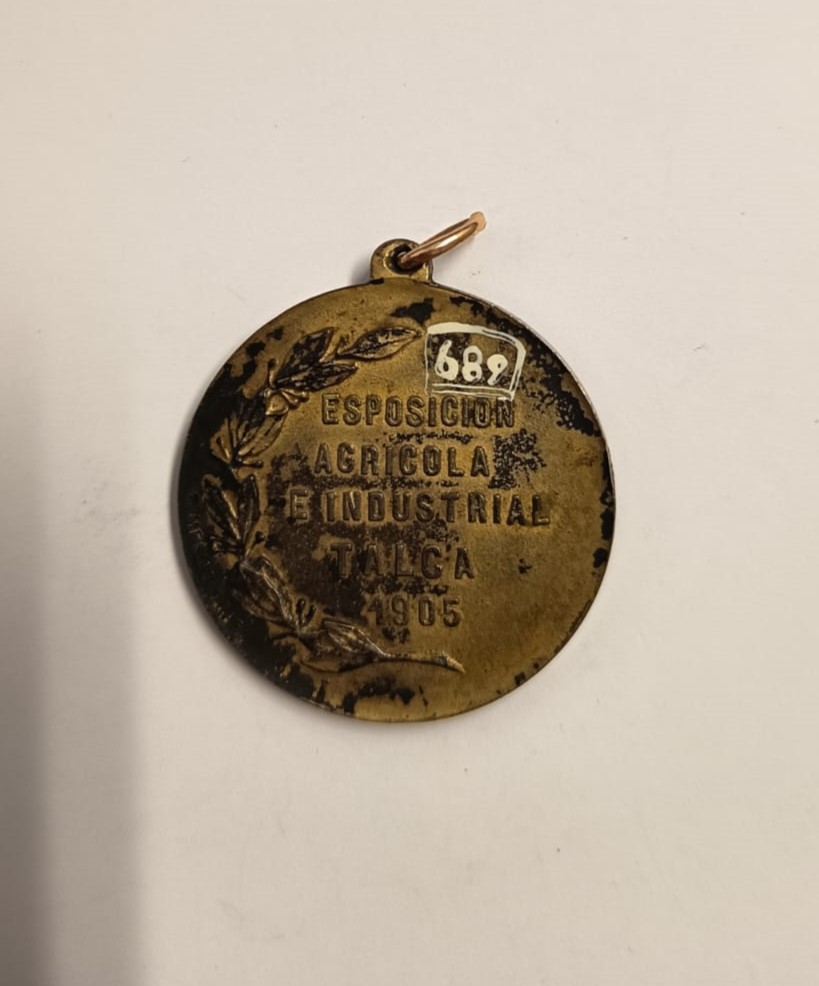 689
ESPOSICION
AGRICOLA
E INDUSTRIAL
TALCA
1905